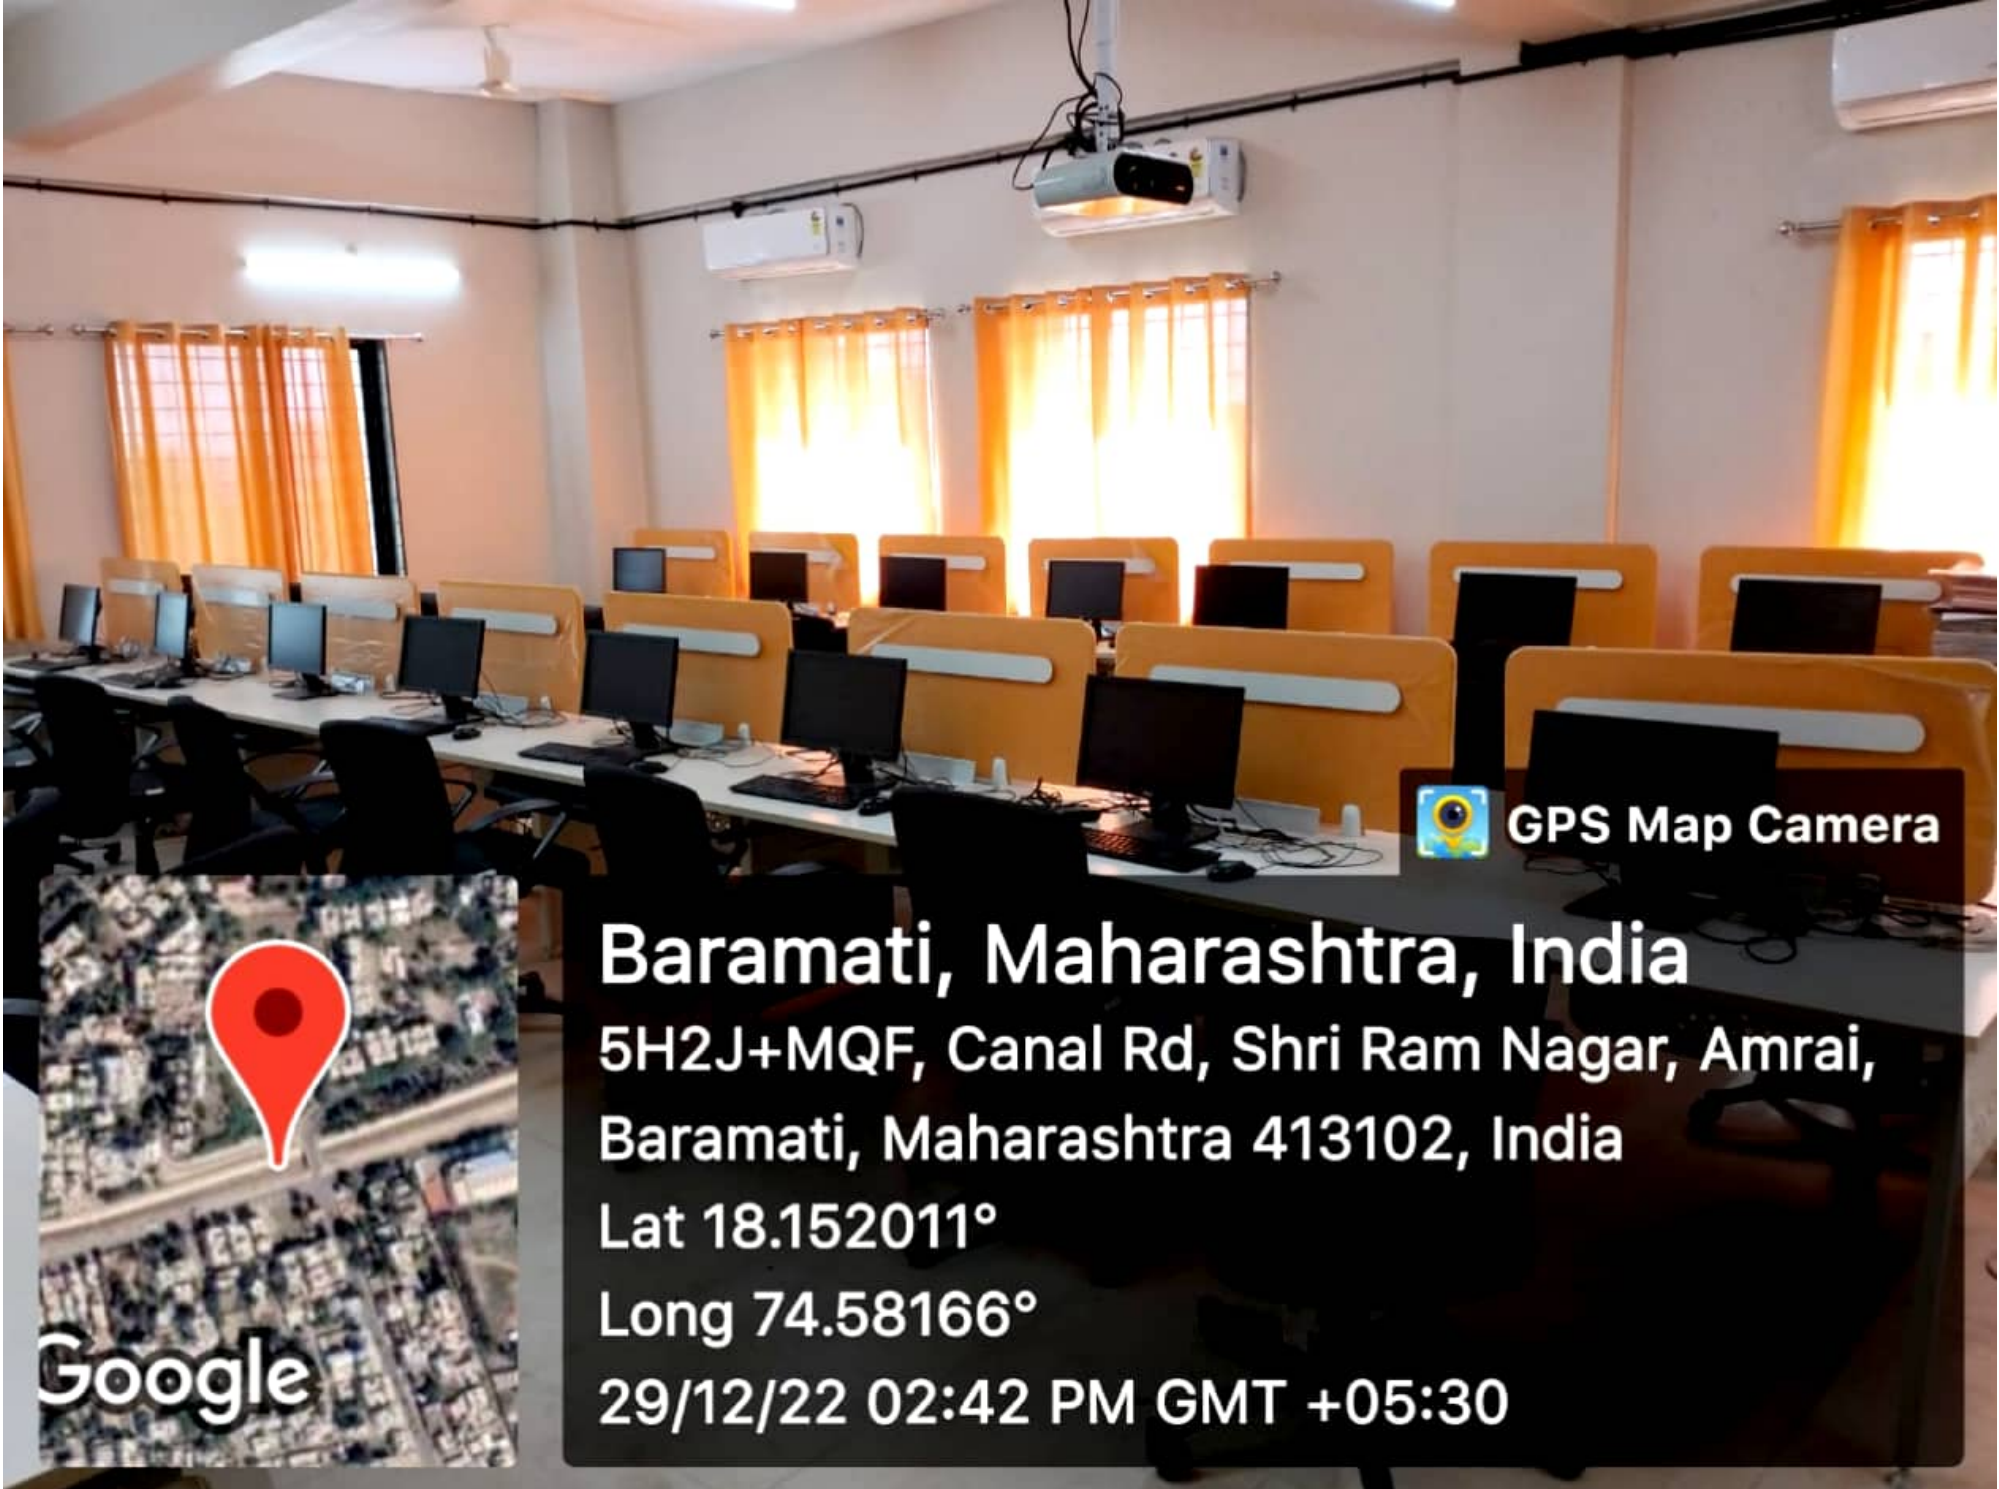 GPS Map Camera
Baramati, Maharashtra, India
5H2J+MQF, Canal Rd, Shri Ram Nagar, Amrai,
Baramati, Maharashtra 413102, India
Lat 18.152011°
Long 74.58166°
29/12/22 02:42 PM GMT +05:30
Google